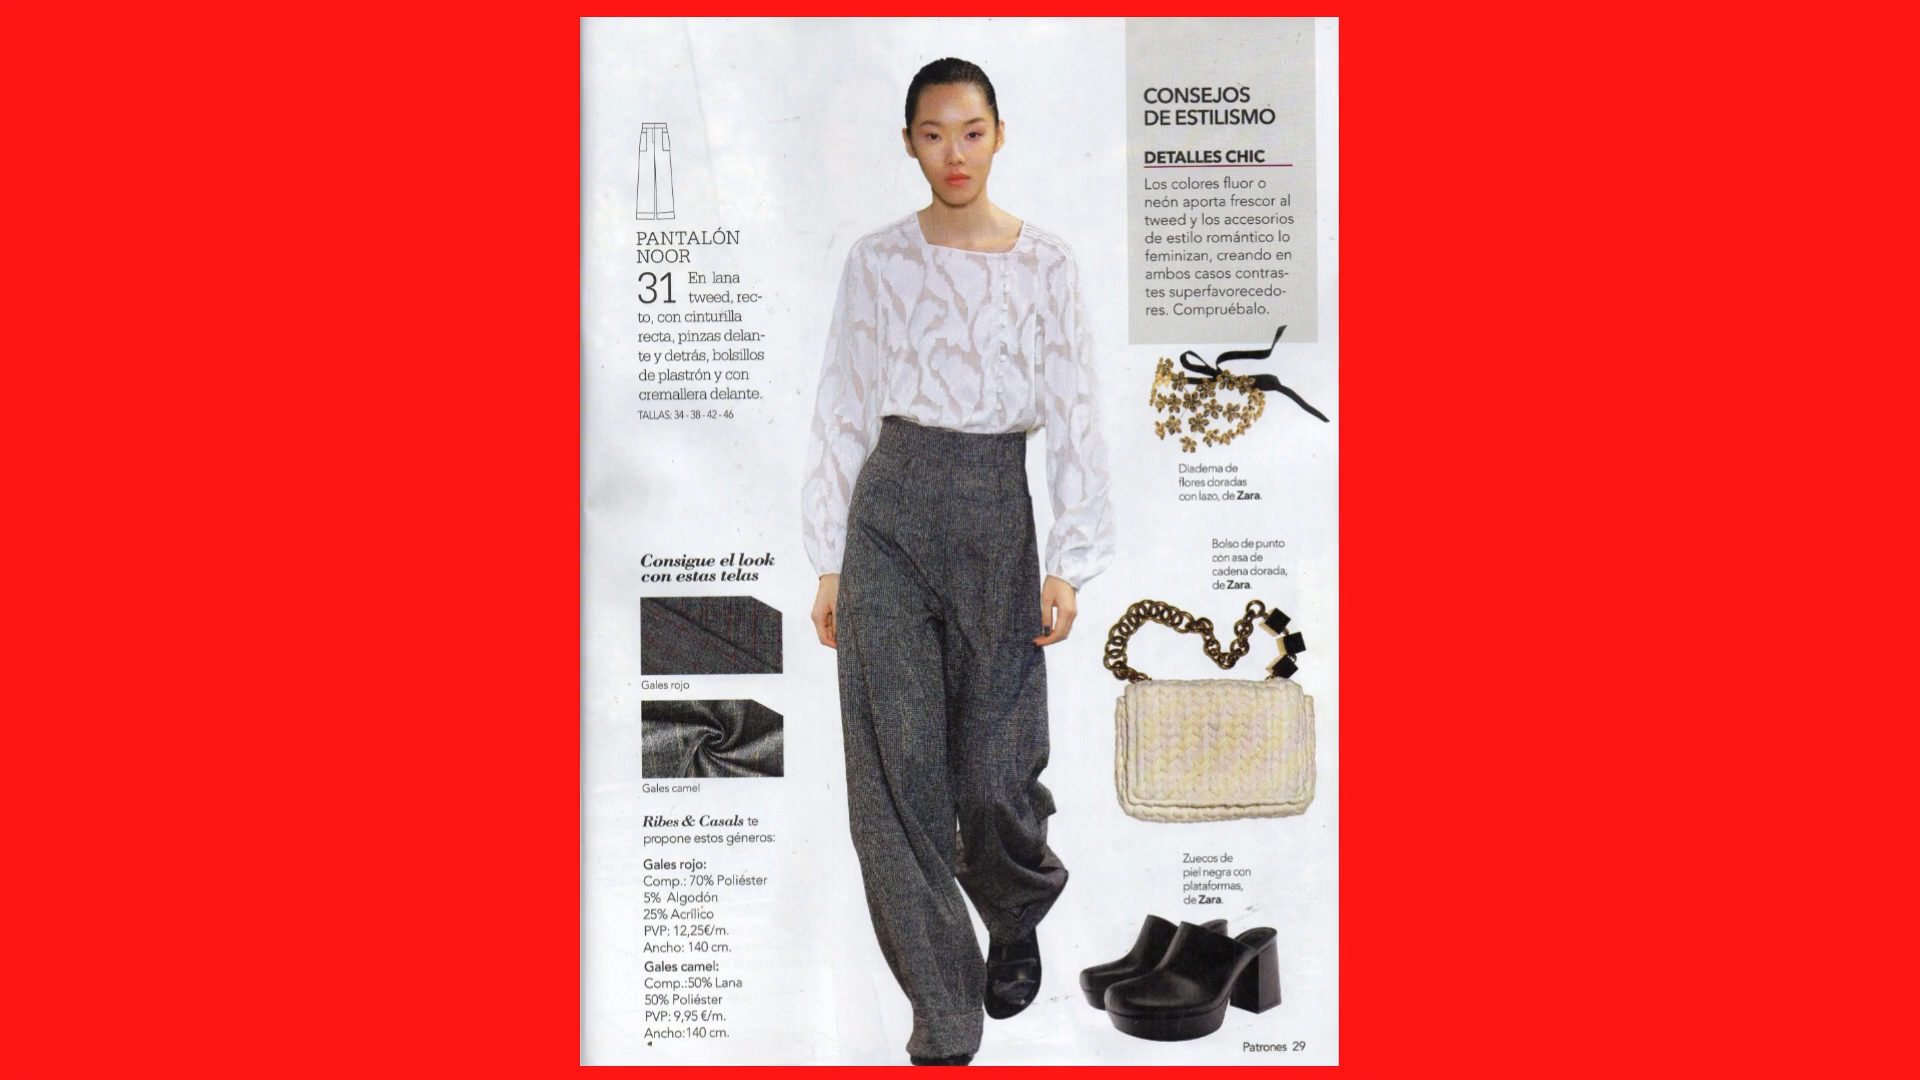 PANTALÓN
NOOR
31 En lana
tweed, rec-
to, con cinturilla
recta, pinzas delan-
te y detrás, bolsillos
de plastrón y con
cremallera delante.
TALLAS: 34 - 38 - 42 - 46
Consigue el look
con estas telas
Gales rojo
Gales camel
Ribes & Casals te
propone estos géneros:
Gales rojo:
Comp.: 70% Poliéster
5% Algodón
25% Acrílico
PVP: 12,25€/m.
Ancho: 140 cm.
Gales camel:
Comp.:50% Lana
50% Poliéster
PVP: 9,95 €/m.
Ancho:140 cm.
CONSEJOS
DE ESTILISMO
DETALLES CHIC
Los colores fluor o
neón aporta frescor al
tweed y los accesorios
de estilo romántico lo
feminizan, creando en
ambos casos contras-
tes superfavorecedo-
res. Compruébalo.
Diadema de
flores doradas
con lazo, de Zara.
Bolso de punto
con asa de
cadena dorada,
de Zara.
Zuecos de
piel negra con
plataformas,
de Zara.
Patrones 29